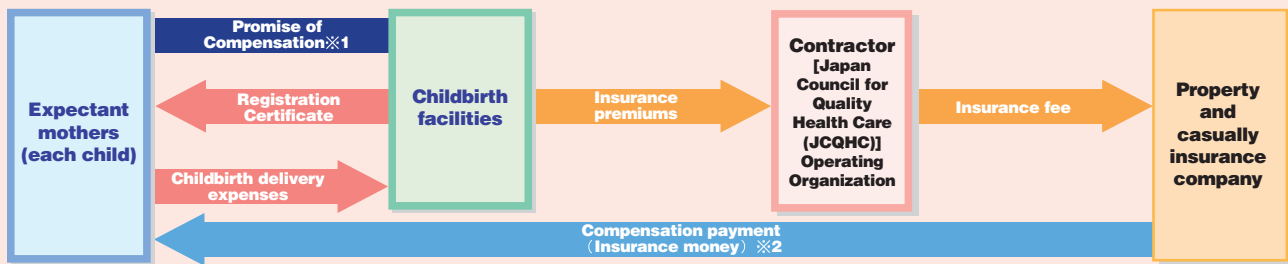 Promise of
Compensation※1
Expectant
mothers
(each child)
Registration
Certificate
Childbirth delivery
expenses
Childbirth
facilities
Insurance
premiums
Contractor
[Japan
Council for
Quality
Health Care
(JCQHC)]
Operating
Organization
Insurance fee
Property
and
casually
insurance
company
Compensation payment
（Insurance money）※2